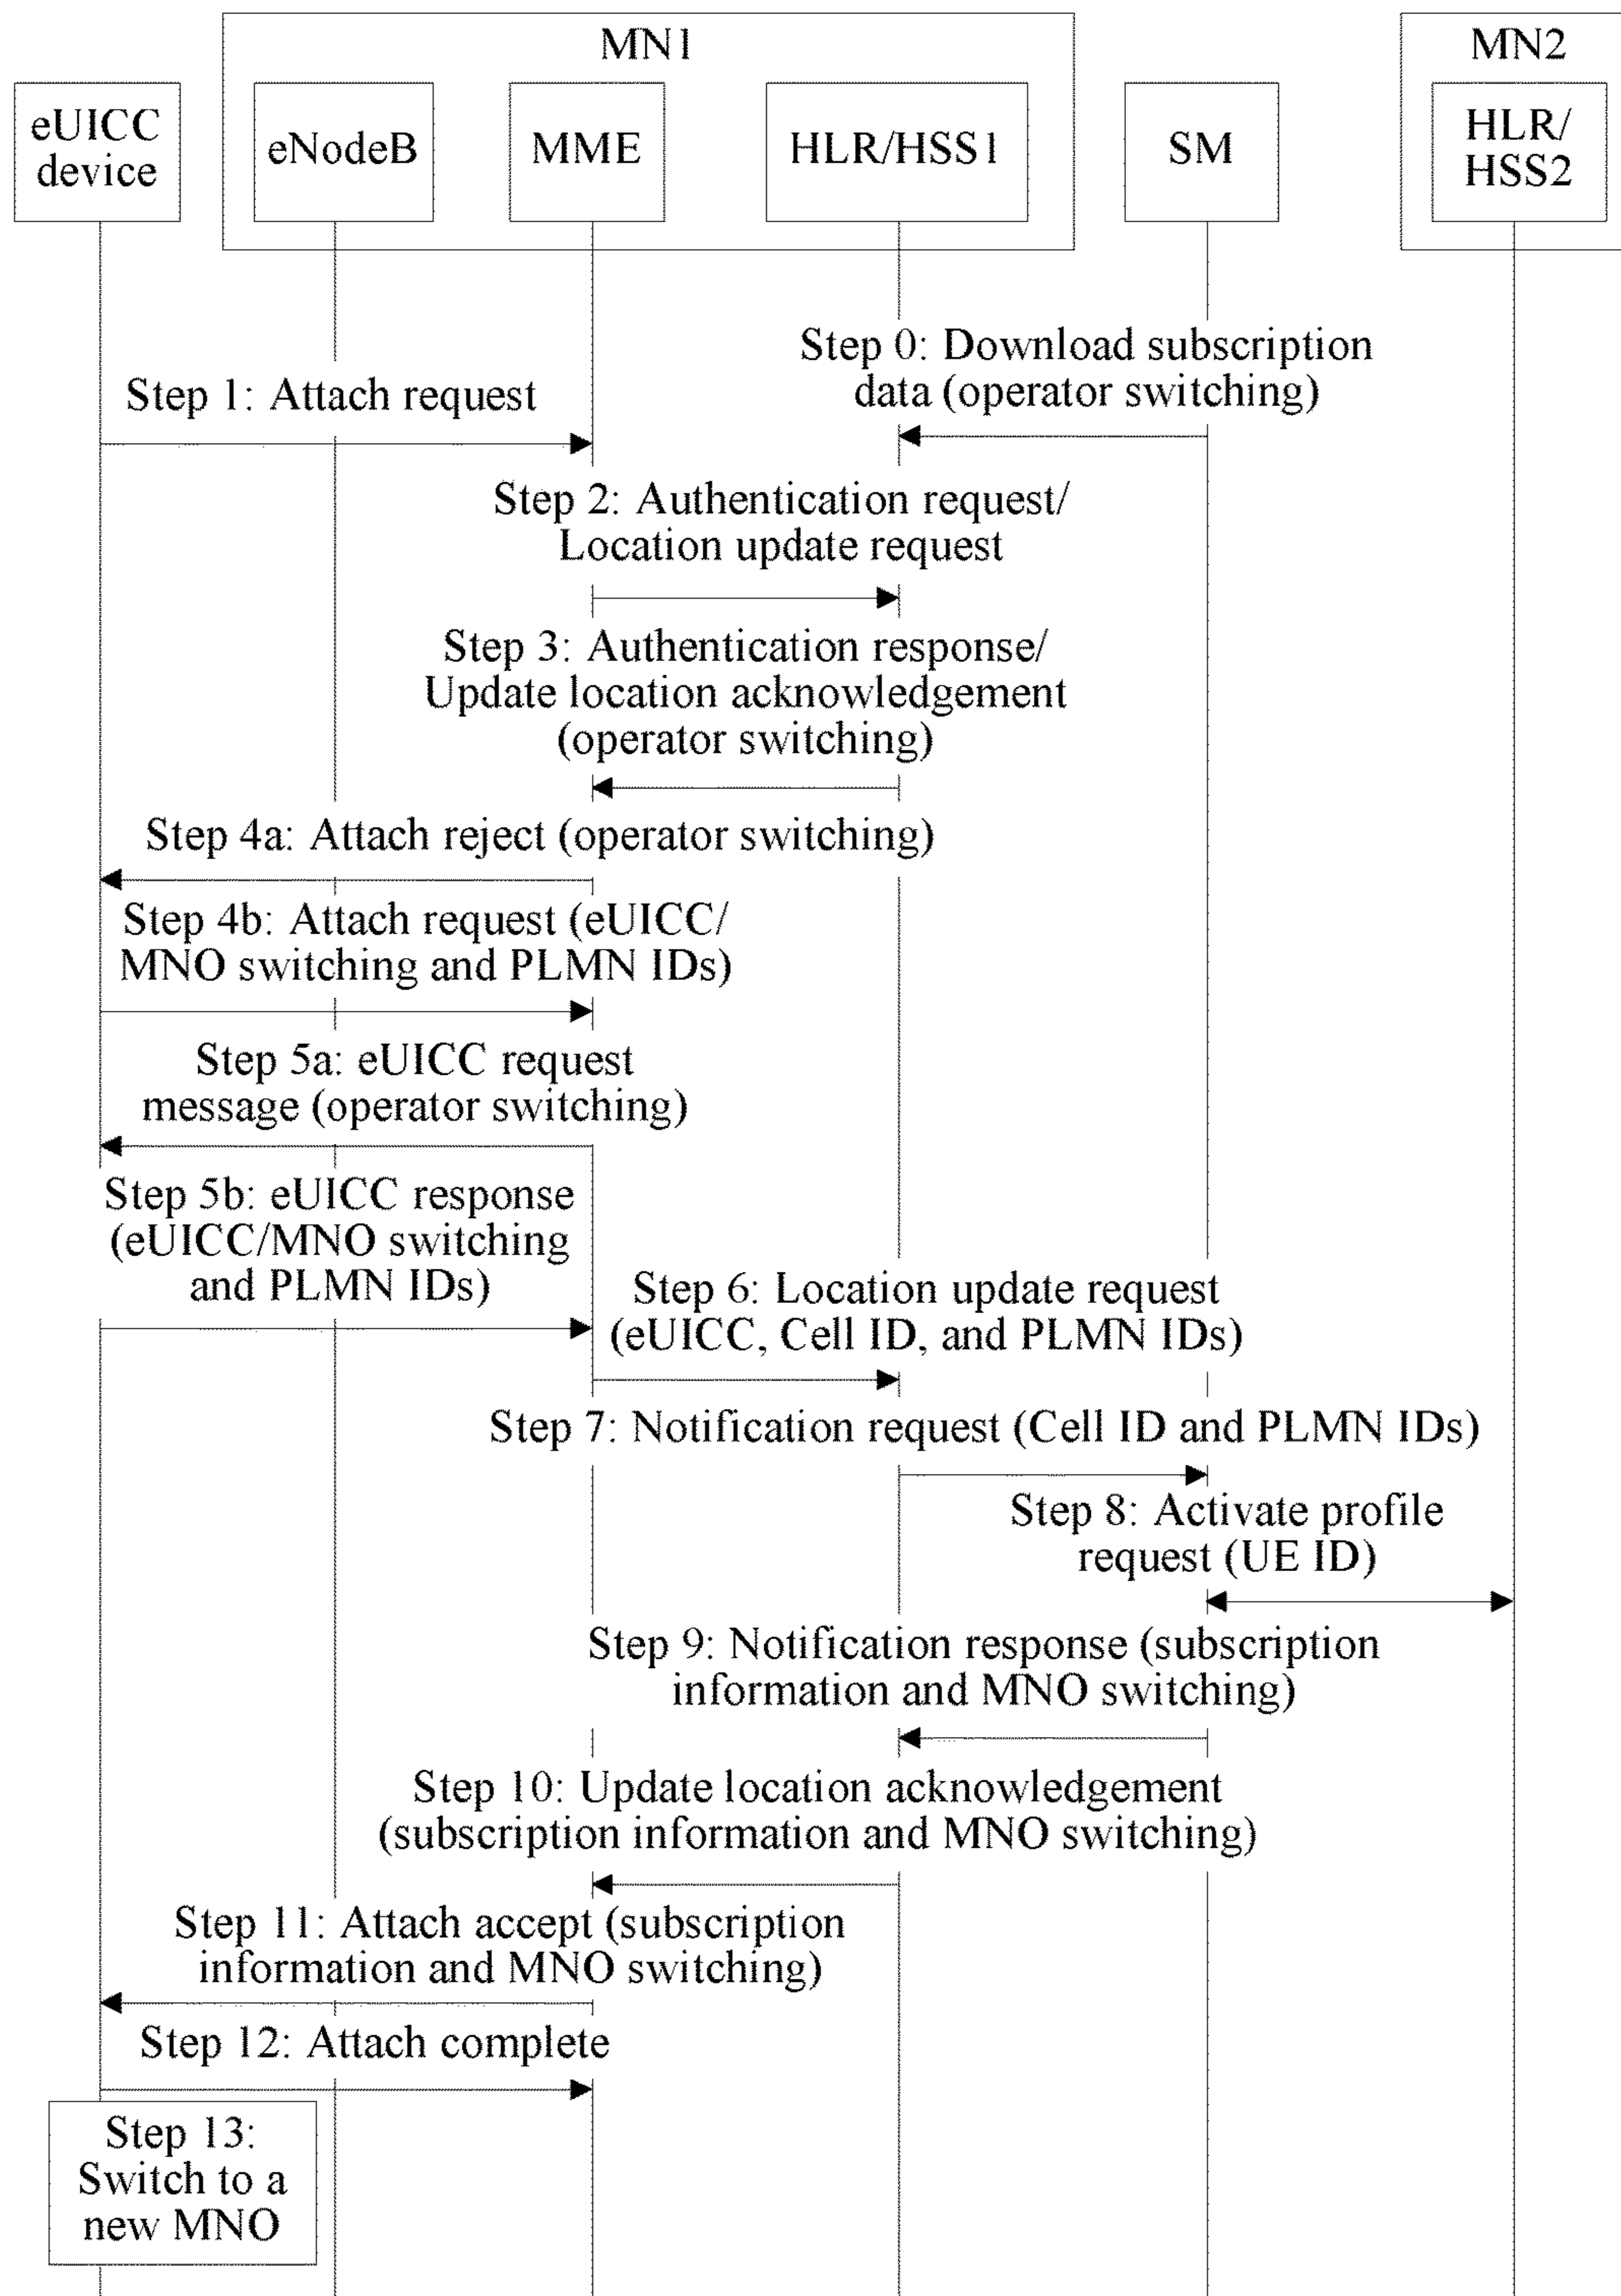 MN1
MN2
eUICC
device
eNodeB
MME
HLR/HSS1
SM
HLR/
HSS2
Step 0: Download subscription
data (operator switching)
Step 1: Attach request
Step 2: Authentication request/
Location update request
Step 3: Authentication response/
Update location acknowledgement
(operator switching)
Step 4a: Attach reject (operator switching)
Step 4b: Attach request (eUICC/
MNO switching and PLMN IDs)
Step 5a: eUICC request
message (operator switching)
Step 5b: eUICC response
(eUICC/MNO switching
and PLMN IDs)
Step 6: Location update request
(eUICC, Cell ID, and PLMN IDs)
Step 7: Notification request (Cell ID and PLMN IDs)
Step 8: Activate profile
request (UE ID)
Step 9: Notification response (subscription
information and MNO switching)
Step 10: Update location acknowledgement
(subscription information and MNO switching)
Step 11: Attach accept (subscription
information and MNO switching)
Step 12: Attach complete
Step 13:
Switch to a
new MNO